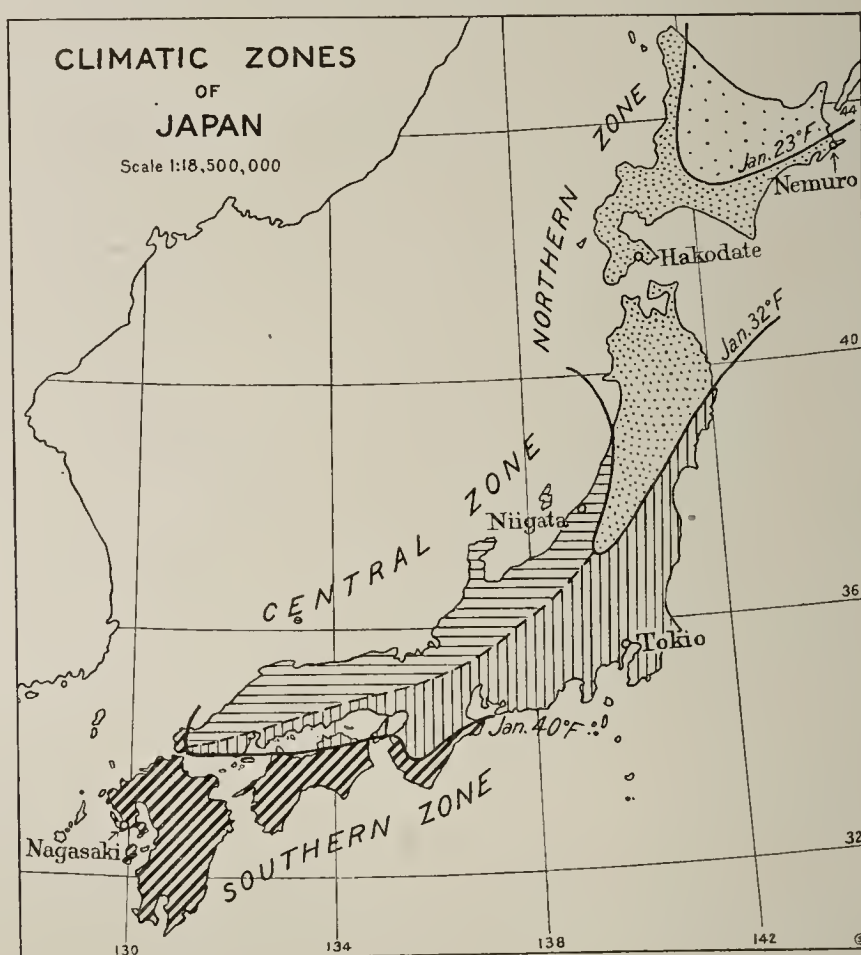 CLIMATIC ZONES
OF
JAPAN
Scale 1:18,500,000
NORTHERN ZONE
44
Jan. 23°F
Nemuro
Hakodate
Jan. 32°F
40
CENTRAL ZONE
Niigata
36
Tokio
Jan. 40°F
SOUTHERN ZONE
Nagasaki
32
130
134
138
142